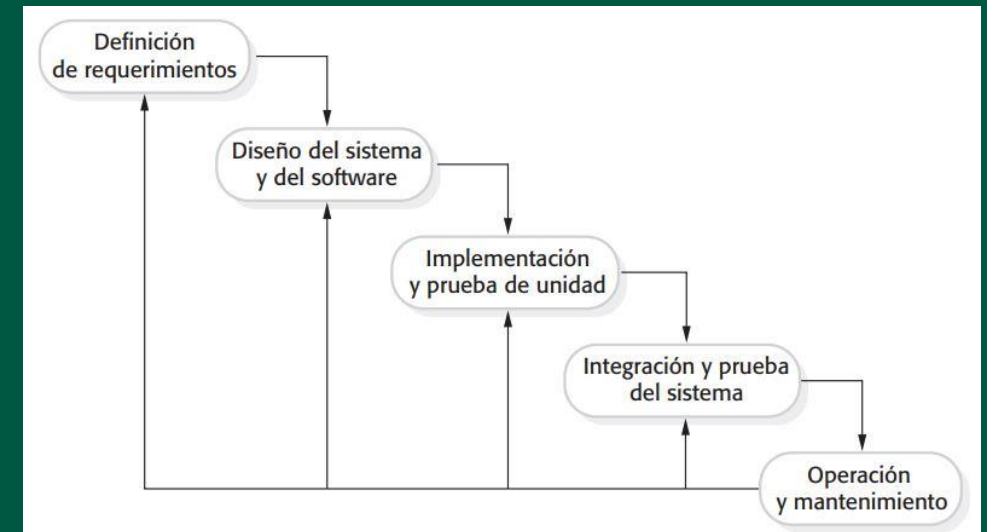 Definición
de requerimientos
Diseño del sistema
y del software
Implementación
y prueba de unidad
Integración y prueba
del sistema
Operación
y mantenimiento